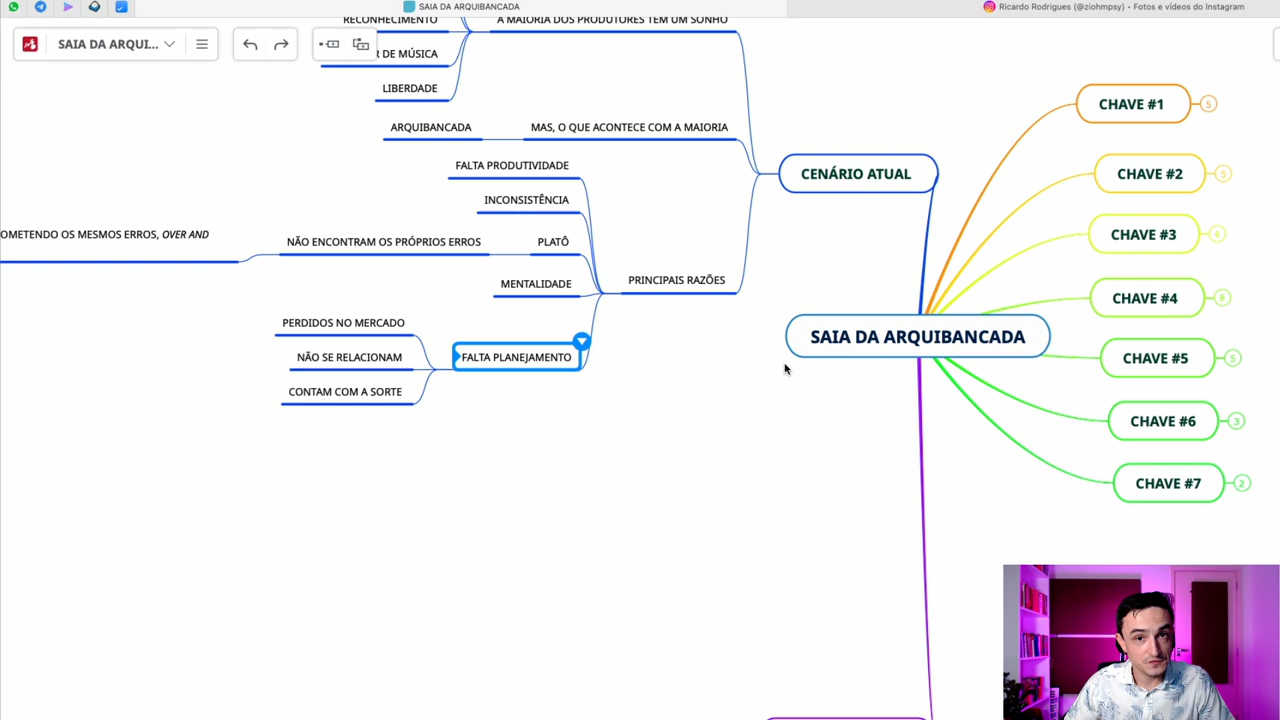 SAIA DA ARQUIBANCADA
Ricardo Rodrigues (@ziohmpsy) • Fotos e vídeos do Instagram
SAIA DA ARQUI...
RECONHECIMENTO
A MAIORIA DOS PRODUTORES TEM UM SONHO
R DE MÚSICA
LIBERDADE
ARQUIBANCADA
MAS, O QUE ACONTECE COM A MAIORIA
FALTA PRODUTIVIDADE
INCONSISTÊNCIA
OMETENDO OS MESMOS ERROS, OVER AND
NÃO ENCONTRAM OS PRÓPRIOS ERROS
PLATÔ
MENTALIDADE
PRINCIPAIS RAZÕES
PERDIDOS NO MERCADO
NÃO SE RELACIONAM
CONTAM COM A SORTE
FALTA PLANEJAMENTO
CENÁRIO ATUAL
SAIA DA ARQUIBANCADA
CHAVE #1
5
CHAVE #2
5
CHAVE #3
CHAVE #4
8
CHAVE #5
5
CHAVE #6
3
CHAVE #7
2